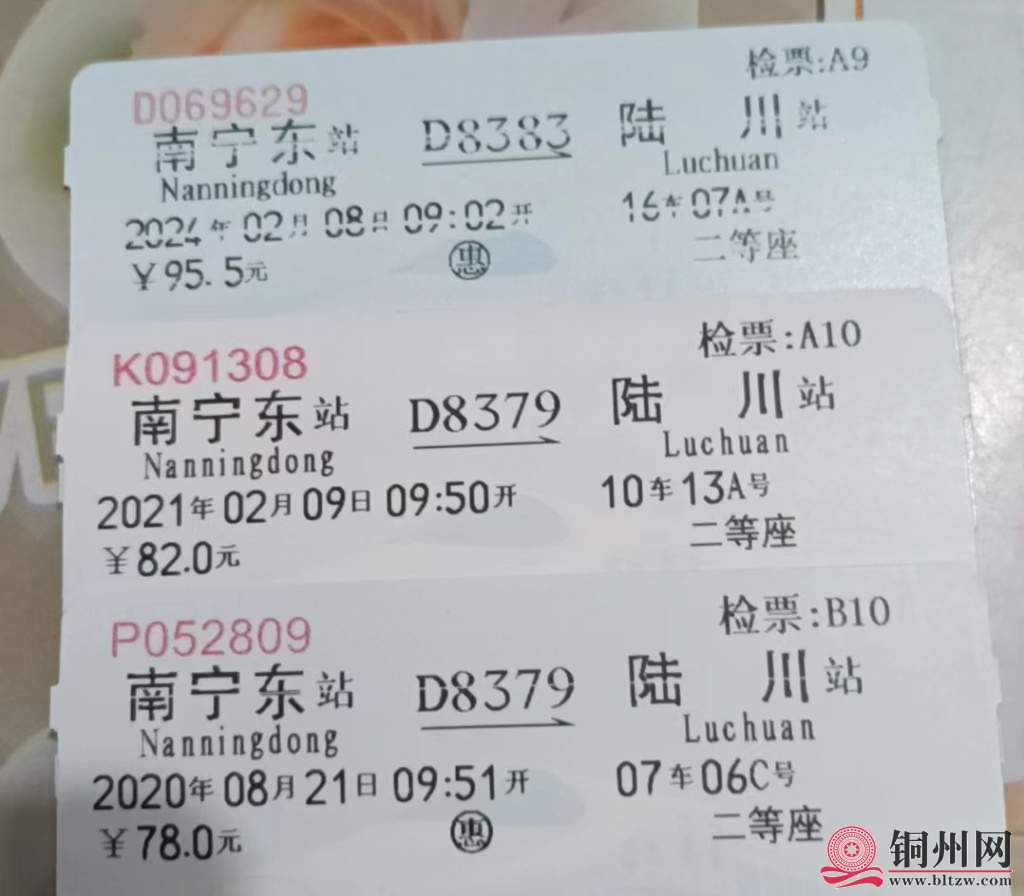 D069629 检票:A9
南宁东站 D8383 陆川站
Nanningdong Luchuan
2024年02月08日09:02开 16车07A号
¥95.5元 惠 二等座
K091308 检票:A10
南宁东站 D8379 陆川站
Nanningdong Luchuan
2021年02月09日09:50开 10车13A号
¥82.0元 二等座
P052809 检票:B10
南宁东站 D8379 陆川站
Nanningdong Luchuan
2020年08月21日09:51开 07车06C号
¥78.0元 惠 二等座
铜州网
www.bltzw.com